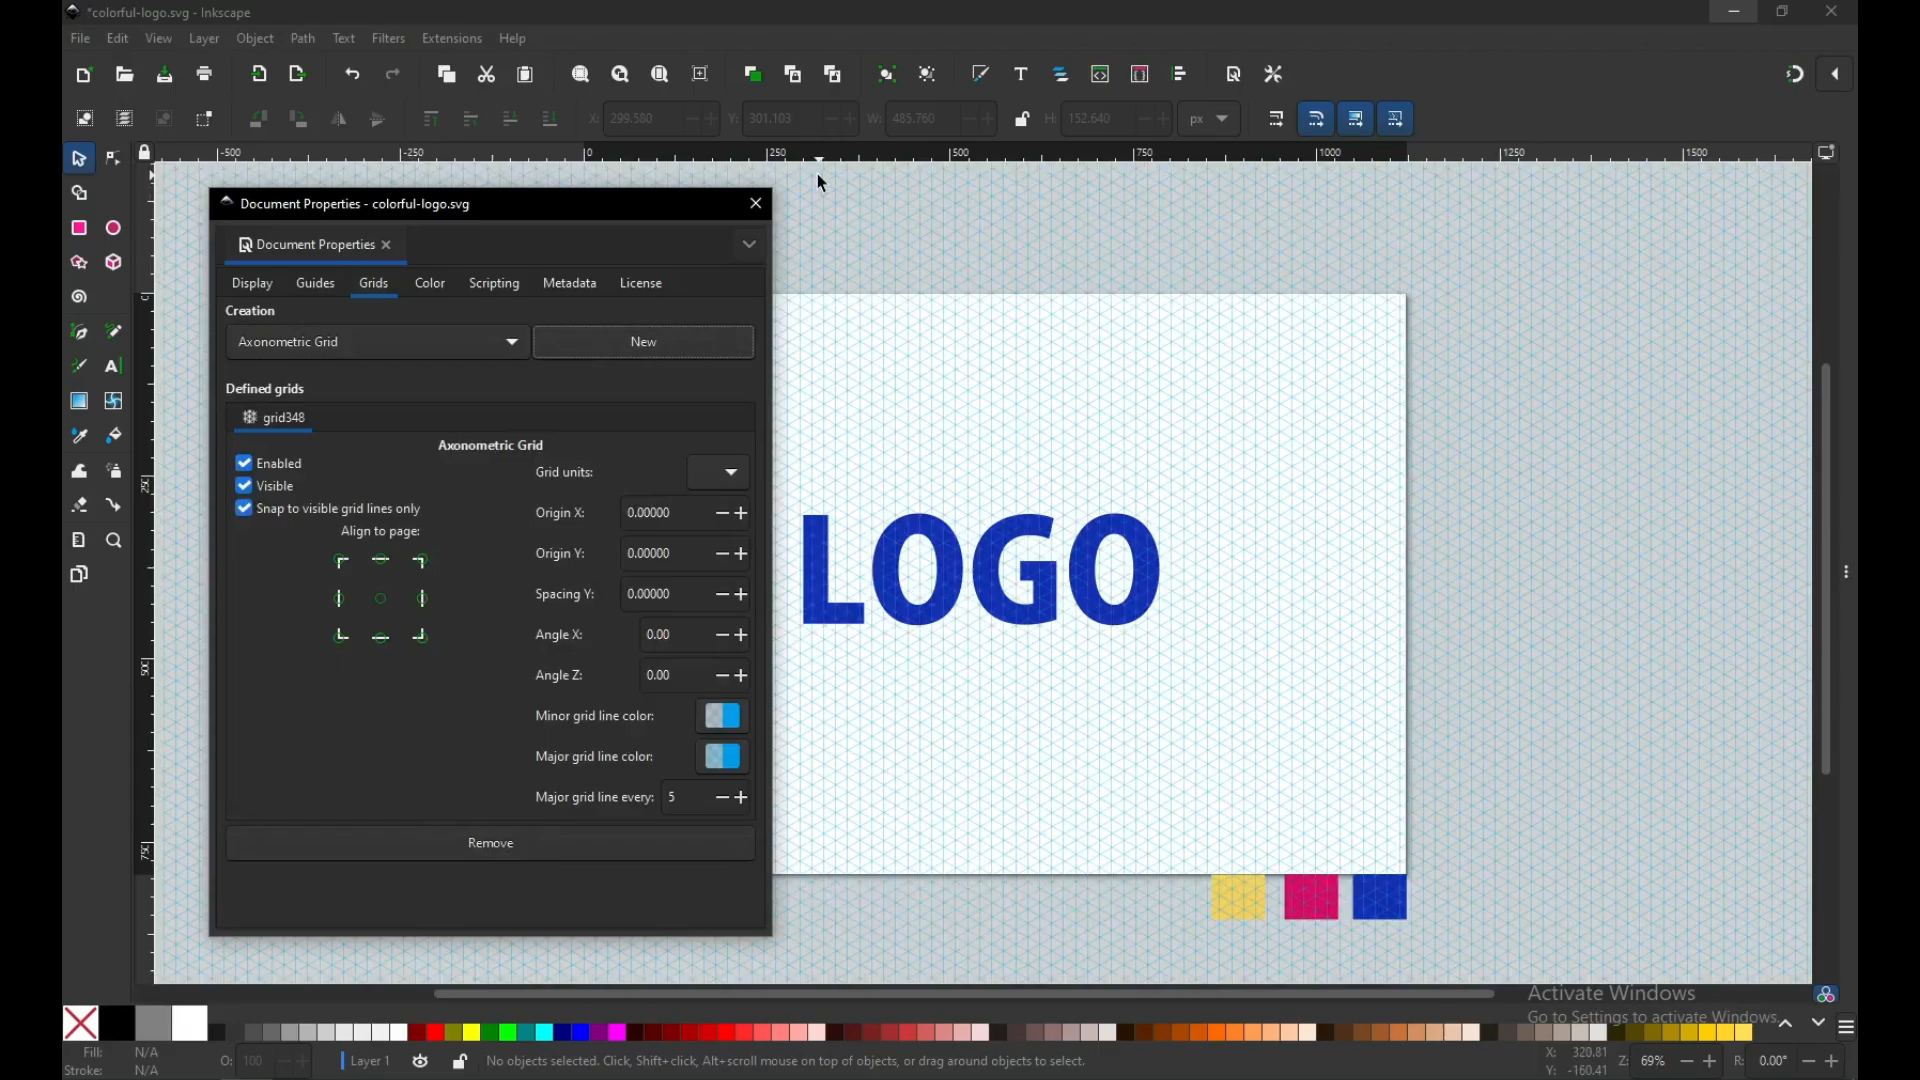 *colorful-logo.svg - Inkscape
File Edit View Layer Object Path Text Filters Extensions Help
X: 299.580 Y: 301.103 W: 485.760 H: 152.640 px
-500 -250 0 250 500 750 1000 1250 1500
Document Properties - colorful-logo.svg
Document Properties
Display Guides Grids Color Scripting Metadata License
Creation
Axonometric Grid New
Defined grids
grid348
Axonometric Grid
Enabled
Grid units:
Visible
Snap to visible grid lines only
Origin X: 0.00000
Align to page:
Origin Y: 0.00000
Spacing Y: 0.00000
Angle X: 0.00
Angle Z: 0.00
Minor grid line color:
Major grid line color:
Major grid line every: 5
Remove
0
250
500
750
LOGO
Activate Windows
Go to Settings to activate Windows.
Fill: N/A
Stroke: N/A
O: 100
Layer 1
No objects selected. Click, Shift+click, Alt+scroll mouse on top of objects, or drag around objects to select.
X: 320.81
Y: -160.41
Z: 69%
R: 0.00°